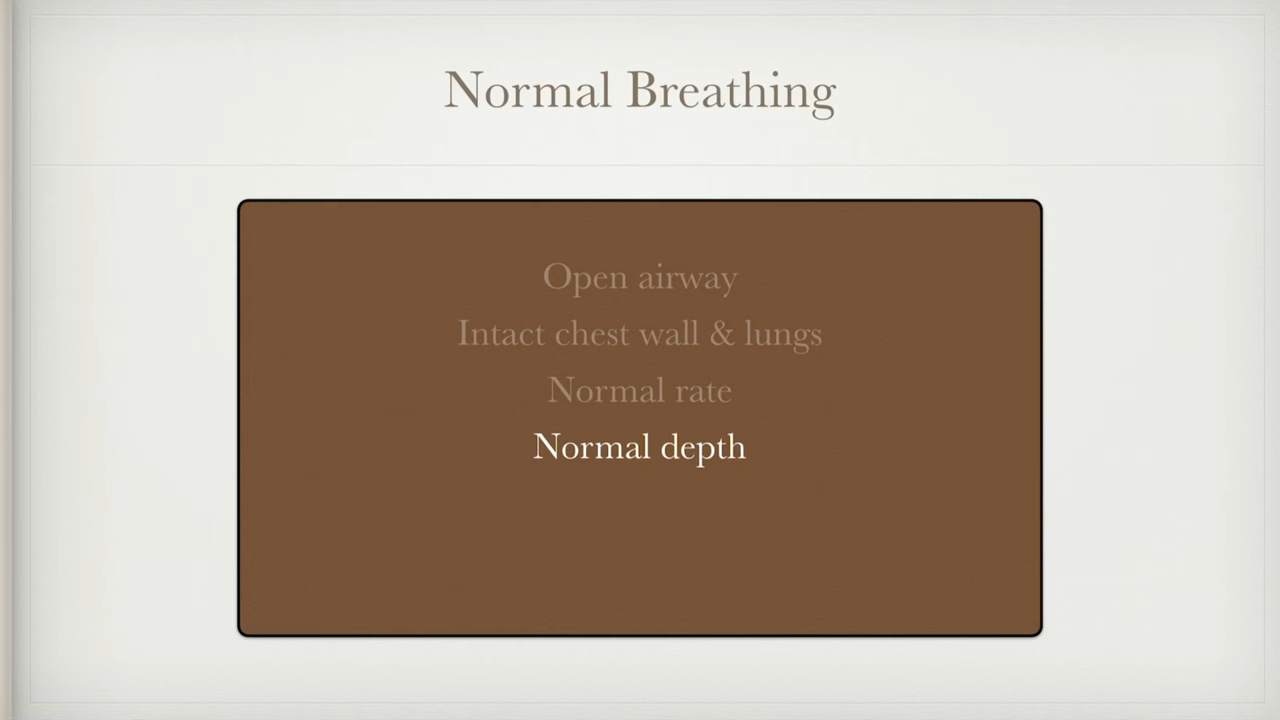 Normal Breathing
Open airway
Intact chest wall & lungs
Normal rate
Normal depth